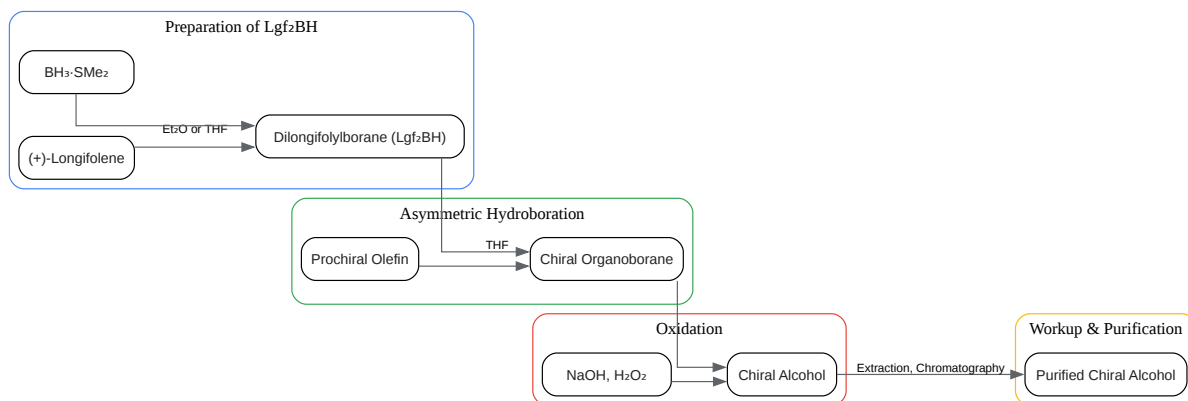 Preparation of Lgf₂BH
BH₃·SMe₂
Et₂O or THF
(+)-Longifolene
Dilongifolylborane (Lgf₂BH)
Asymmetric Hydroboration
THF
Prochiral Olefin
Chiral Organoborane
Oxidation
NaOH, H₂O₂
Chiral Alcohol
Extraction, Chromatography
Workup & Purification
Purified Chiral Alcohol